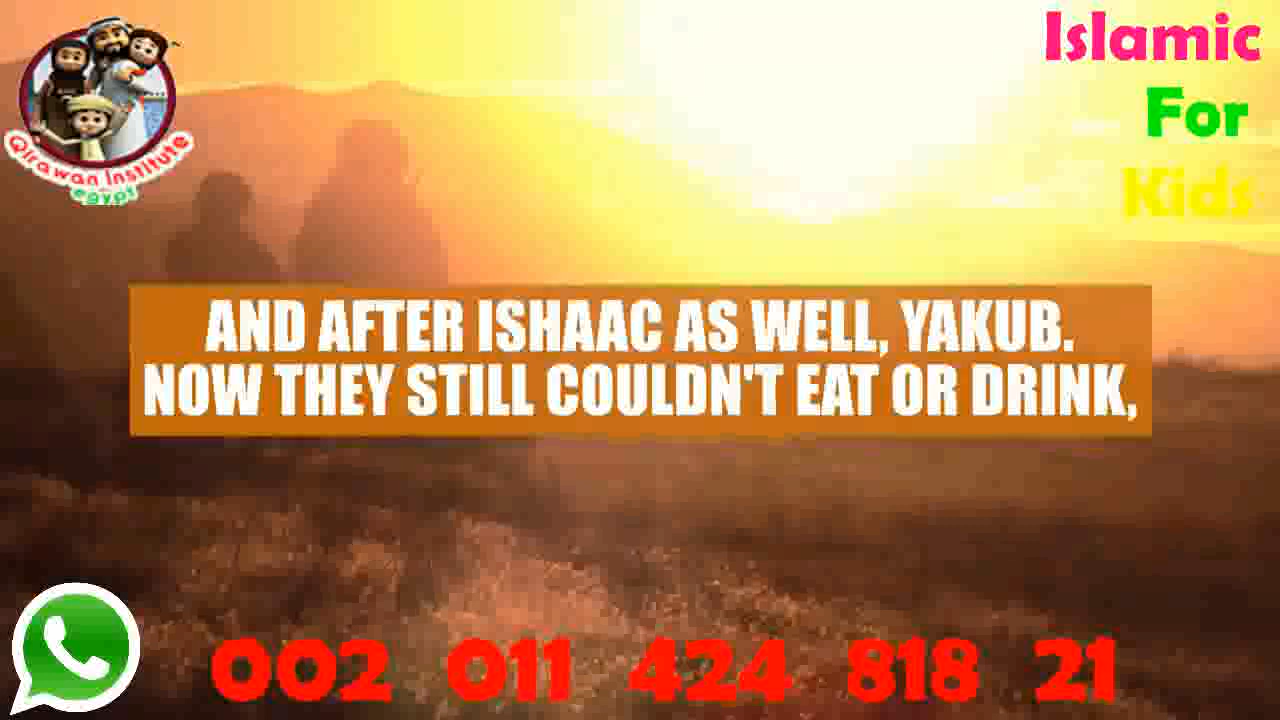 Qirawan Institute
egypt
Islamic
For
Kids
AND AFTER ISHAAC AS WELL, YAKUB.
NOW THEY STILL COULDN'T EAT OR DRINK,
002 011 424 818 21